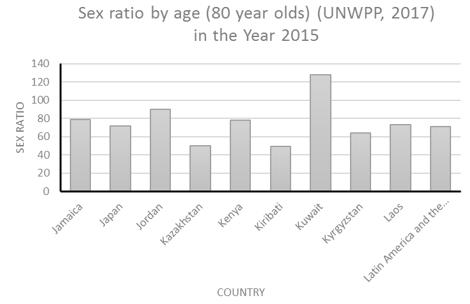 Sex ratio by age (80 year olds) (UNWPP, 2017)
in the Year 2015
SEX RATIO
140
120
100
80
60
40
20
0
Jamaica
Japan
Jordan
Kazakhstan
Kenya
Kiribati
Kuwait
Kyrgyzstan
Laos
Latin America and the...
COUNTRY